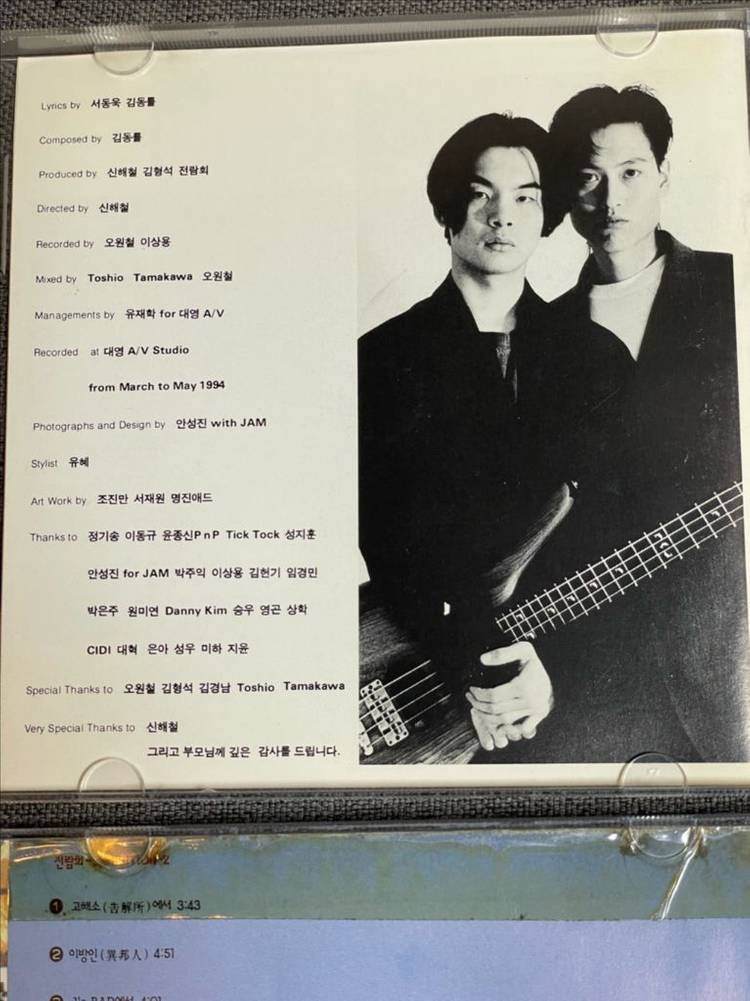 Lyrics by 서동욱 김동률
Composed by 김동률
Produced by 신해철 김형석 전람회
Directed by 신해철
Recorded by 오원철 이상용
Mixed by Toshio Tamakawa 오원철
Managements by 유재학 for 대영 A/V
Recorded at 대영 A/V Studio
from March to May 1994
Photographs and Design by 안성진 with JAM
Stylist 유혜
Art Work by 조진만 서재원 명진애드
Thanks to 정기송 이동규 윤종신 PnP Tick Tock 성지훈
안성진 for JAM 박주익 이상용 김현기 임경민
박은주 원미연 Danny Kim 승우 영곤 상학
CIDI 대혁 은아 성우 미하 지윤
Special Thanks to 오원철 김형석 김경남 Toshio Tamakawa
Very Special Thanks to 신해철
그리고 부모님께 깊은 감사를 드립니다.
전람회
1 고해소(告解所)에서 3:43
2 이방인(異邦人) 4:51